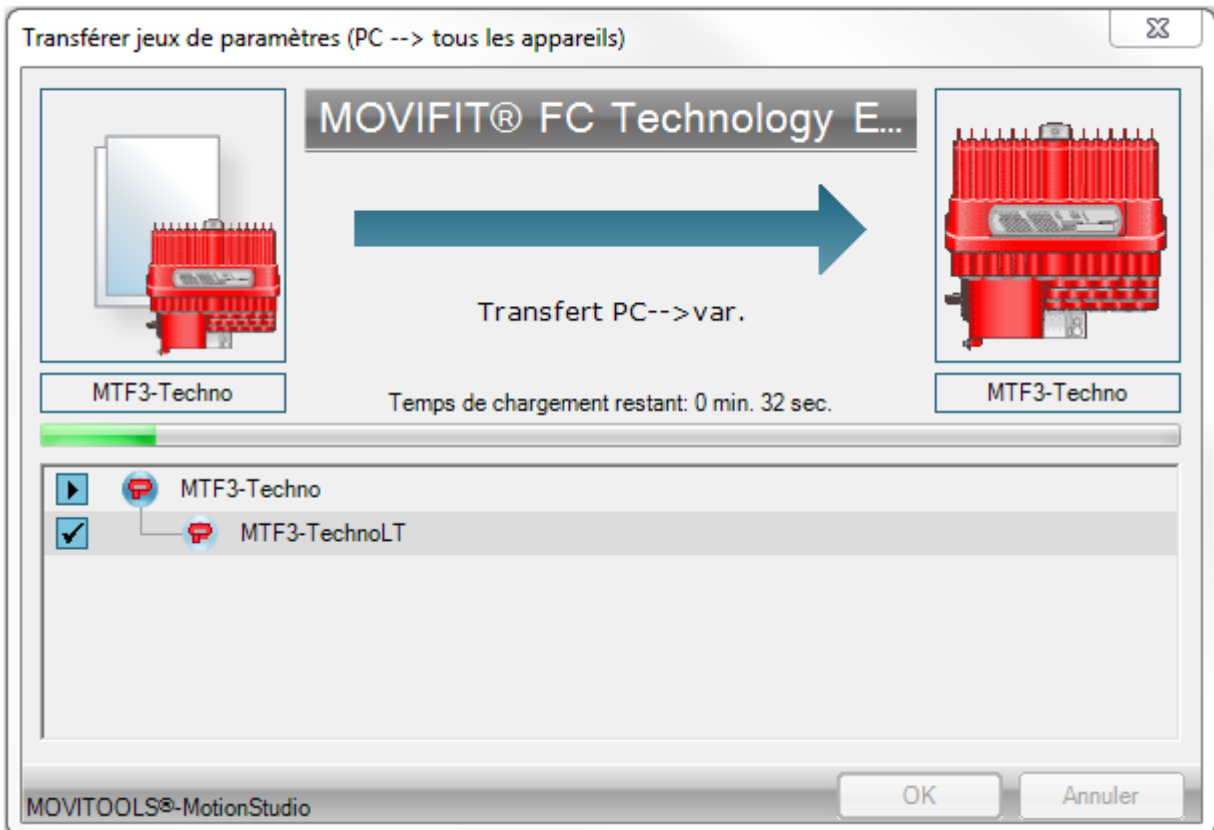 Transférer jeux de paramètres (PC --> tous les appareils)
MOVIFIT® FC Technology E...
Transfert PC-->var.
MTF3-Techno
Temps de chargement restant: 0 min. 32 sec.
MTF3-Techno
MTF3-Techno
MTF3-TechnoLT
MOVITOOLS®-MotionStudio
OK
Annuler